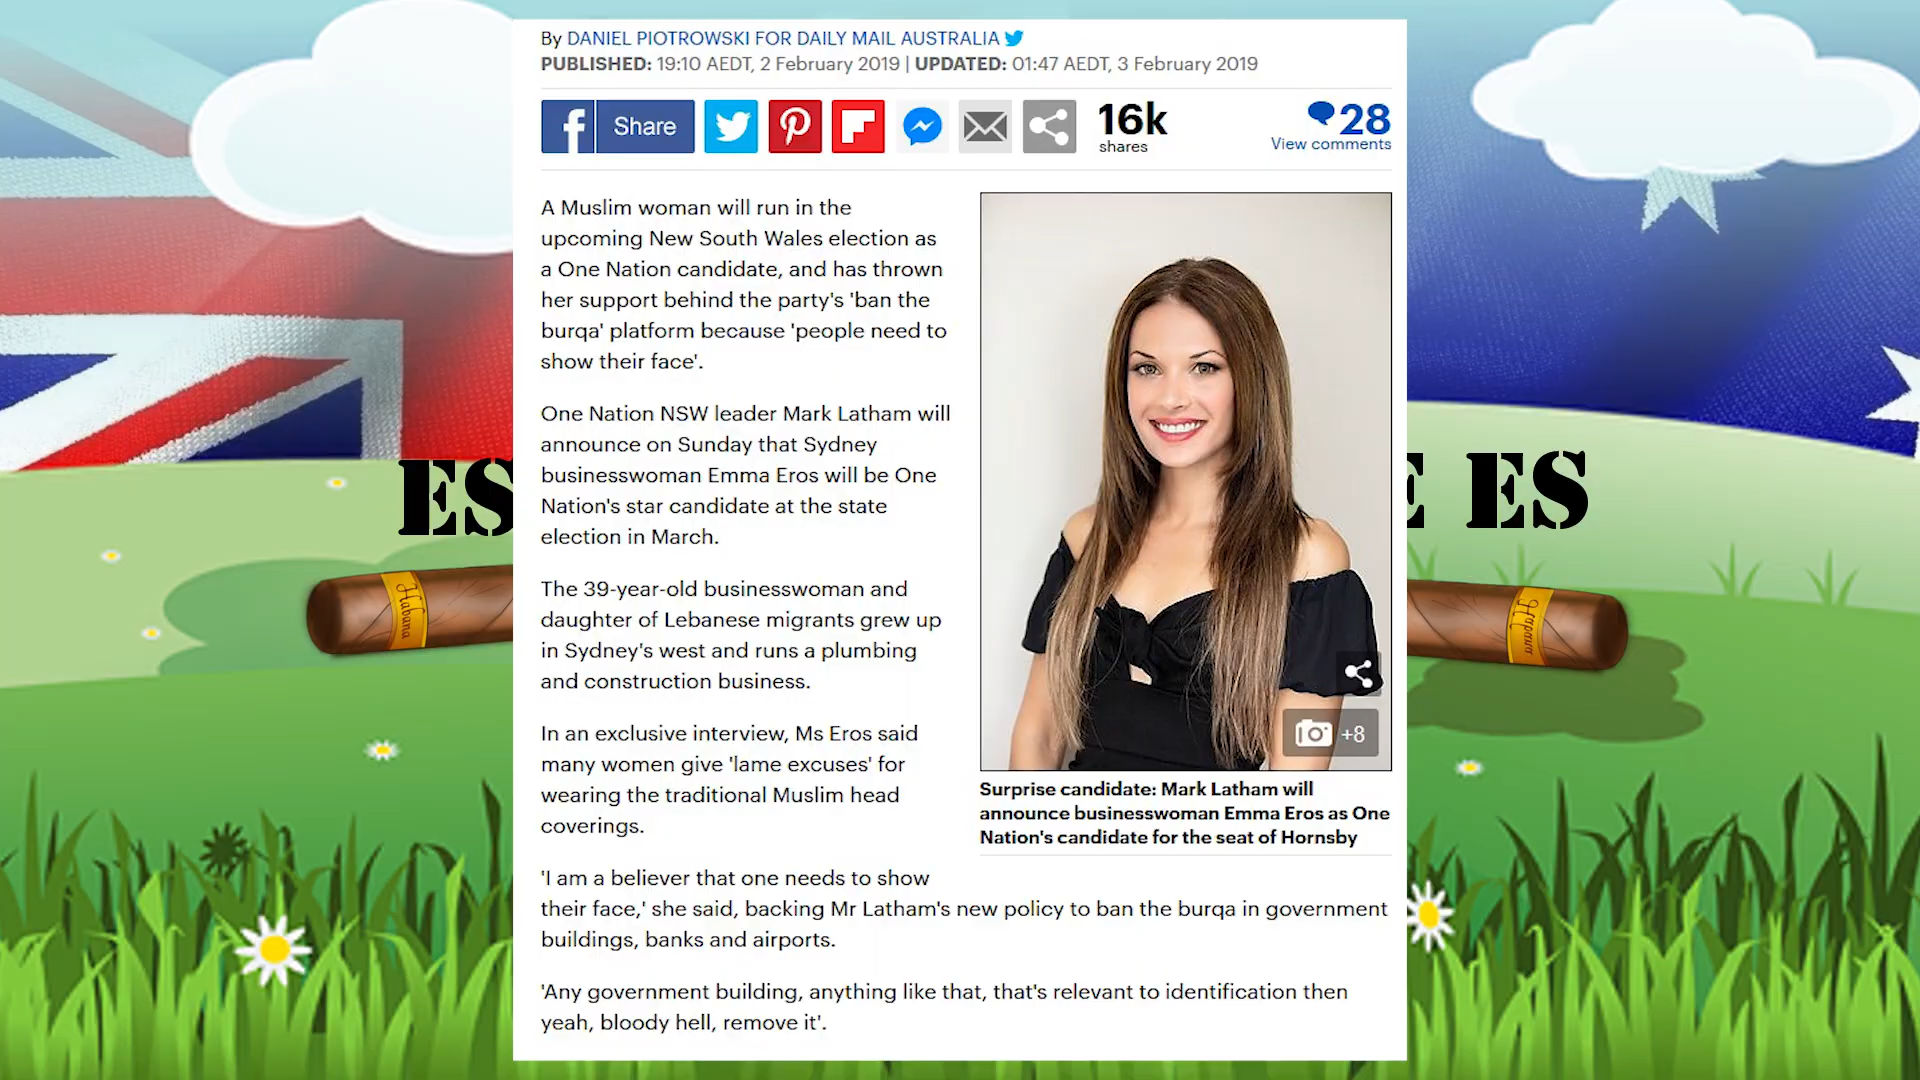 By DANIEL PIOTROWSKI FOR DAILY MAIL AUSTRALIA
PUBLISHED: 19:10 AEDT, 2 February 2019 | UPDATED: 01:47 AEDT, 3 February 2019
Share
16k
shares
28
View comments
A Muslim woman will run in the
upcoming New South Wales election as
a One Nation candidate, and has thrown
her support behind the party's 'ban the
burqa' platform because 'people need to
show their face'.
One Nation NSW leader Mark Latham will
announce on Sunday that Sydney
businesswoman Emma Eros will be One
Nation's star candidate at the state
election in March.
The 39-year-old businesswoman and
daughter of Lebanese migrants grew up
in Sydney's west and runs a plumbing
and construction business.
In an exclusive interview, Ms Eros said
many women give 'lame excuses' for
wearing the traditional Muslim head
coverings.
'I am a believer that one needs to show
their face,' she said, backing Mr Latham's new policy to ban the burqa in government
buildings, banks and airports.
'Any government building, anything like that, that's relevant to identification then
yeah, bloody hell, remove it'.
+8
Surprise candidate: Mark Latham will
announce businesswoman Emma Eros as One
Nation's candidate for the seat of Hornsby
ES
E ES
Habana
Habana